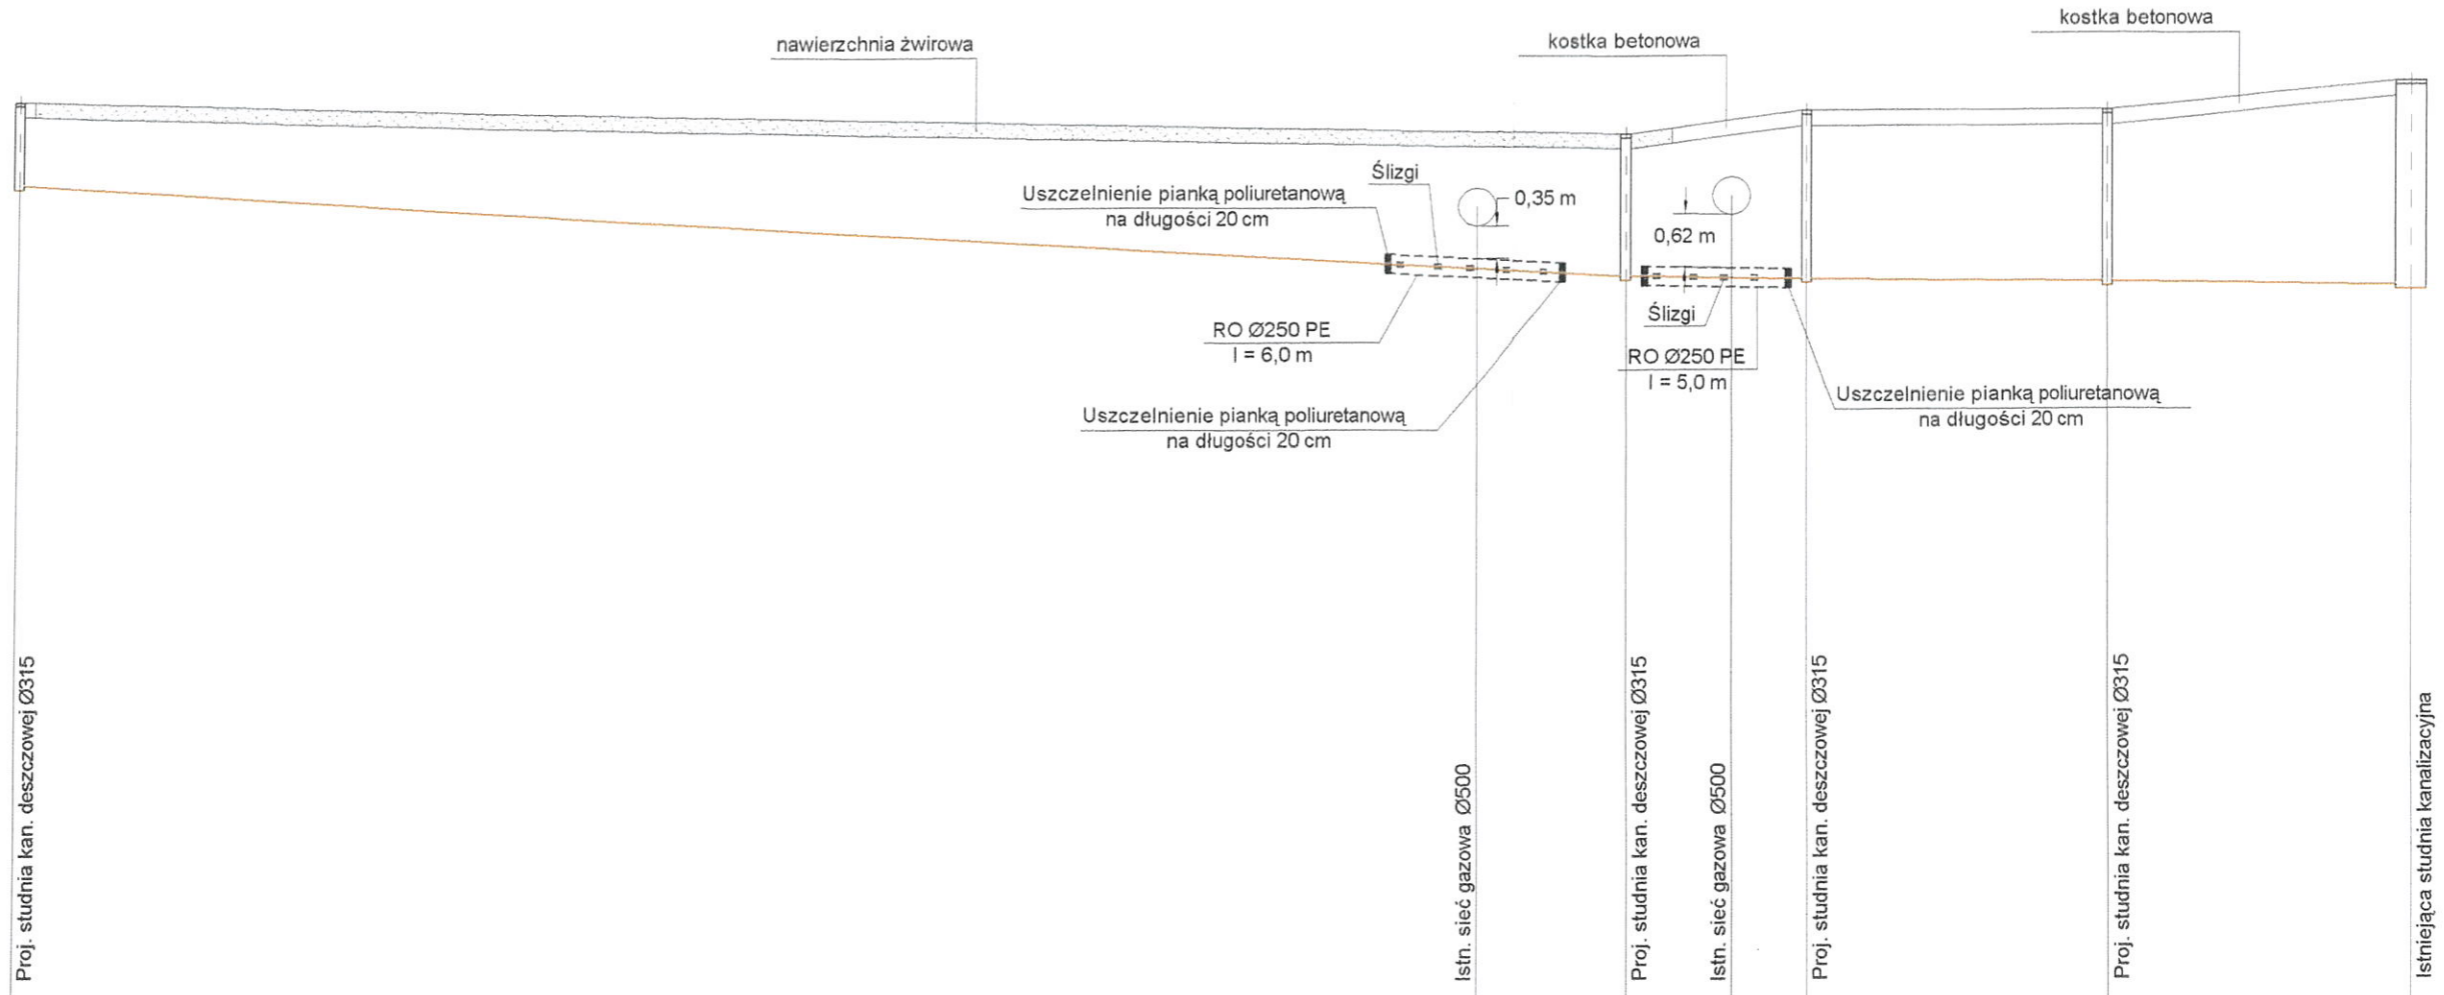 kostka betonowa
kostka betonowa
nawierzchnia żwirowa
Ślizgi
Uszczelnienie pianką poliuretanową
na długości 20 cm
0,35 m
0,62 m
Ślizgi
RO Ø250 PE
l = 6,0 m
RO Ø250 PE
l = 5,0 m
Uszczelnienie pianką poliuretanową
na długości 20 cm
Uszczelnienie pianką poliuretanową
na długości 20 cm
Proj. studnia kan. deszczowej Ø315
Istn. sieć gazowa Ø500
Proj. studnia kan. deszczowej Ø315
Istn. sieć gazowa Ø500
Proj. studnia kan. deszczowej Ø315
Proj. studnia kan. deszczowej Ø315
Istniejąca studnia kanalizacyjna